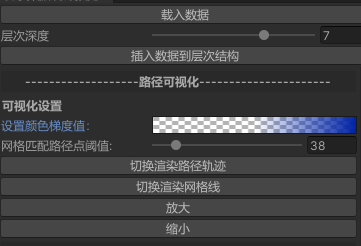 载入数据
层次深度 7
插入数据到层次结构
-------------------路径可视化----------------------
可视化设置
设置颜色梯度值:
网格匹配路径点阈值: 38
切换渲染路径轨迹
切换渲染网格线
放大
缩小